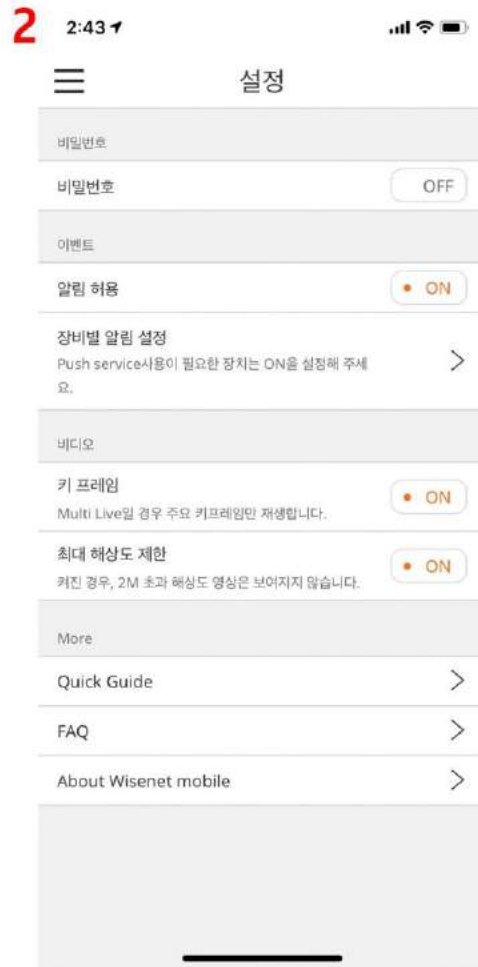 2
2:43
설정
비밀번호
비밀번호
OFF
이벤트
알림 허용
ON
장비별 알림 설정
Push service사용이 필요한 장치는 ON을 설정해 주세
요.
비디오
키 프레임
ON
Multi Live일 경우 주요 키프레임만 재생합니다.
최대 해상도 제한
ON
켜진 경우, 2M 초과 해상도 영상은 보여지지 않습니다.
More
Quick Guide
FAQ
About Wisenet mobile